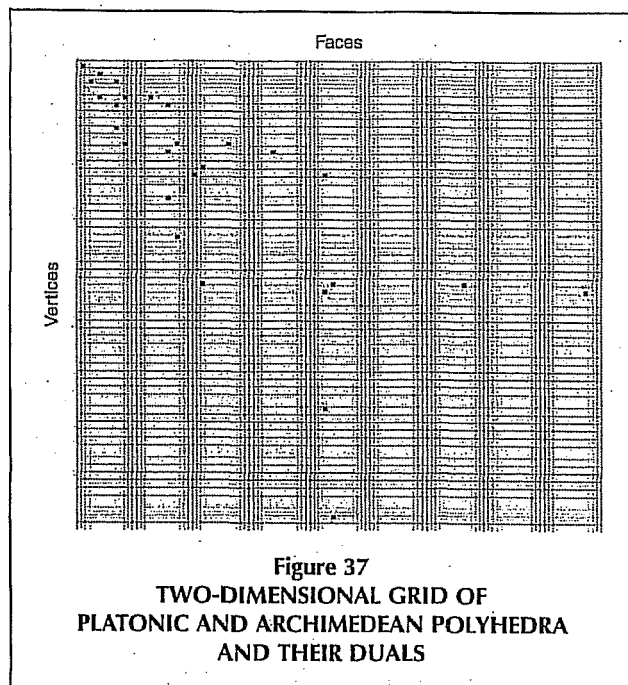 Faces
Vertices
Figure 37
TWO-DIMENSIONAL GRID OF
PLATONIC AND ARCHIMEDEAN POLYHEDRA
AND THEIR DUALS